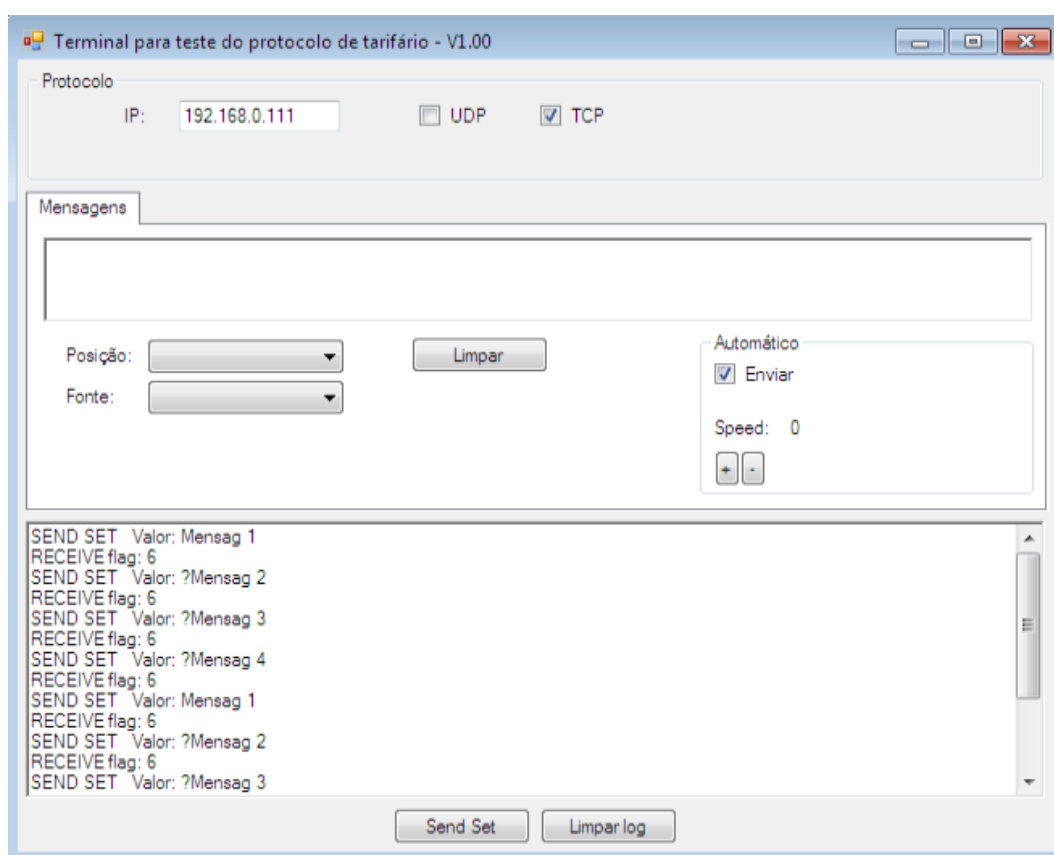 Terminal para teste do protocolo de tarifário - V1.00
Protocolo
IP: 192.168.0.111 UDP TCP
Mensagens
Posição: Limpar
Fonte:
Automático
Enviar
Speed: 0
+ -
SEND SET Valor: Mensag 1
RECEIVE flag: 6
SEND SET Valor: ?Mensag 2
RECEIVE flag: 6
SEND SET Valor: ?Mensag 3
RECEIVE flag: 6
SEND SET Valor: ?Mensag 4
RECEIVE flag: 6
SEND SET Valor: Mensag 1
RECEIVE flag: 6
SEND SET Valor: ?Mensag 2
RECEIVE flag: 6
SEND SET Valor: ?Mensag 3
Send Set Limpar log